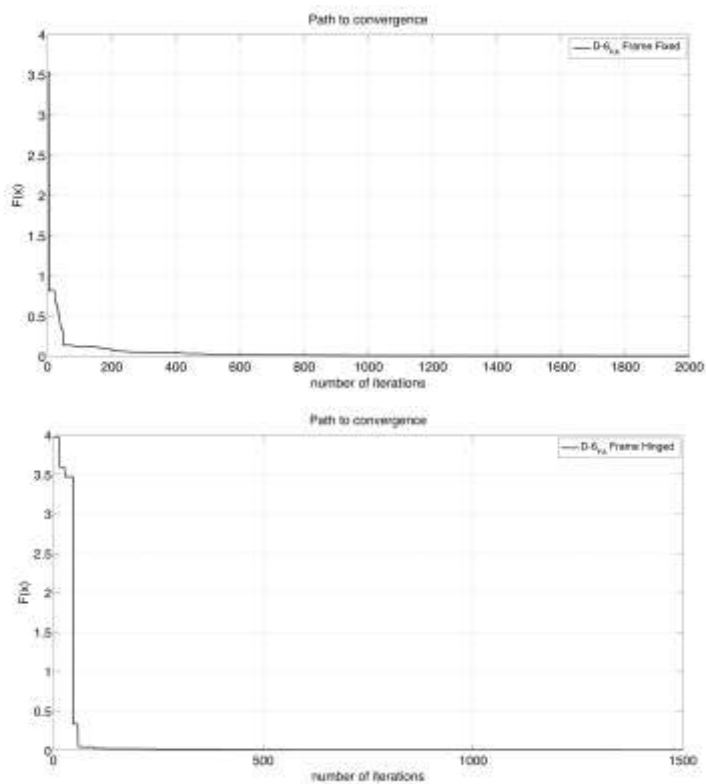 Path to convergence
4
3.5
3
2.5
2
1.5
1
0.5
0
F(x)
D-6 Frame Fixed
0 200 400 600 800 1000 1200 1400 1600 1800 2000
number of iterations
Path to convergence
4
3.5
3
2.5
2
1.5
1
0.5
0
F(x)
D-6 Frame Hinged
0 500 1000 1500
number of iterations